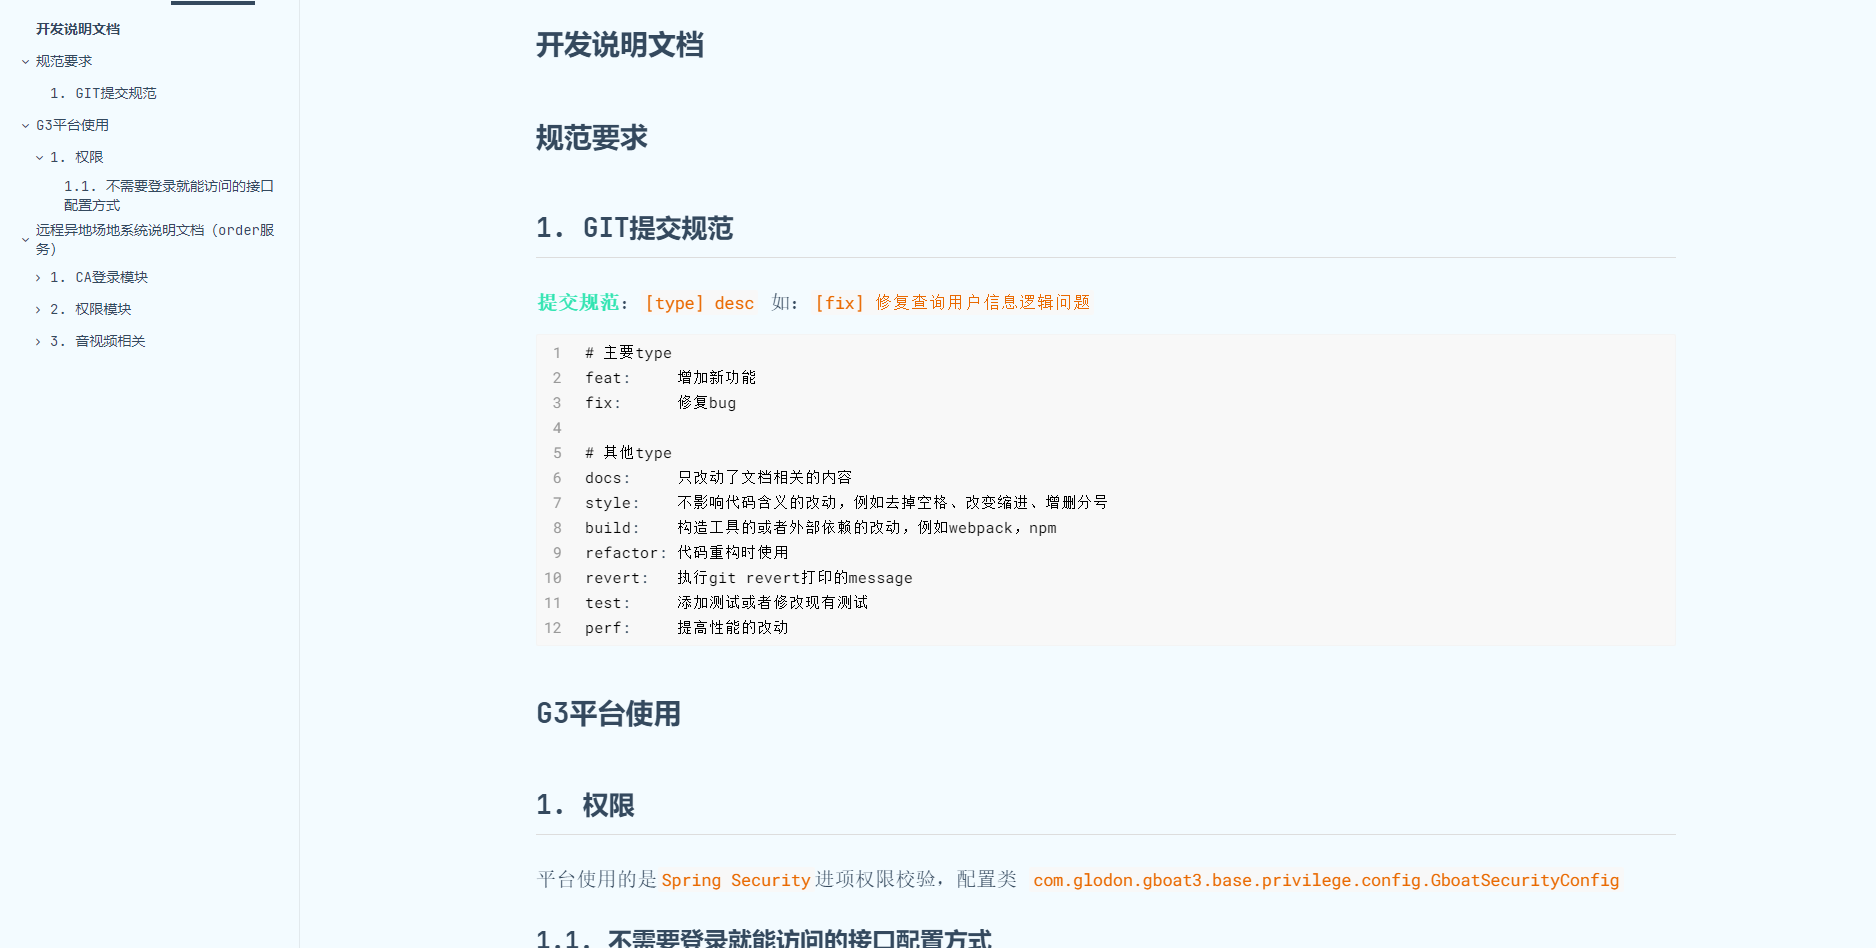 开发说明文档
规范要求
1. GIT提交规范
G3平台使用
1. 权限
1.1. 不需要登录就能访问的接口
配置方式
远程异地场地系统说明文档（order服
务）
1. CA登录模块
2. 权限模块
3. 音视频相关
开发说明文档
规范要求
1. GIT提交规范
提交规范： [type] desc 如： [fix] 修复查询用户信息逻辑问题
1 # 主要type
2 feat: 增加新功能
3 fix: 修复bug
4
5 # 其他type
6 docs: 只改动了文档相关的内容
7 style: 不影响代码含义的改动，例如去掉空格、改变缩进、增删分号
8 build: 构造工具的或者外部依赖的改动，例如webpack，npm
9 refactor: 代码重构时使用
10 revert: 执行git revert打印的message
11 test: 添加测试或者修改现有测试
12 perf: 提高性能的改动
G3平台使用
1. 权限
平台使用的是 Spring Security 进项权限校验，配置类 com.glodon.gboat3.base.privilege.config.GboatSecurityConfig
1.1. 不需要登录就能访问的接口配置方式